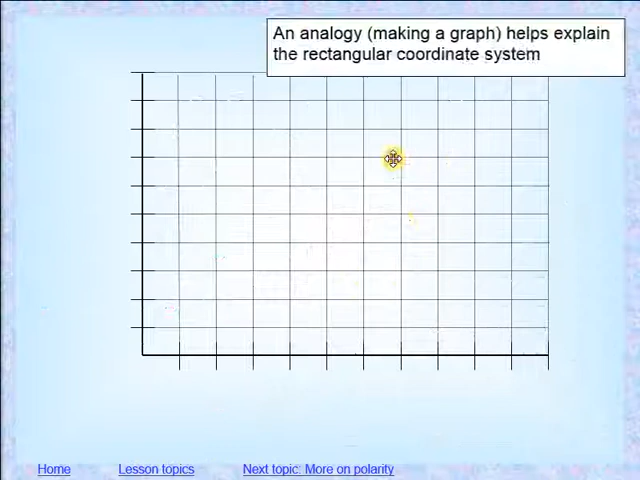 An analogy (making a graph) helps explain
the rectangular coordinate system
Home Lesson topics Next topic: More on polarity